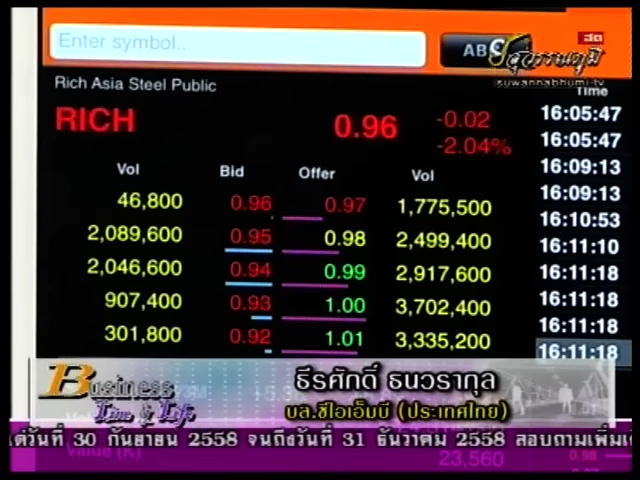 Enter symbol..
สด
สุวรรณภูมิ
suwannabhumi.tv
Rich Asia Steel Public
Time
RICH 0.96 -0.02
-2.04%
Vol Bid Offer Vol
46,800 0.96 0.97 1,775,500
2,089,600 0.95 0.98 2,499,400
2,046,600 0.94 0.99 2,917,600
907,400 0.93 1.00 3,702,400
301,800 0.92 1.01 3,335,200
16:05:47
16:05:47
16:09:13
16:09:13
16:10:53
16:11:10
16:11:18
16:11:18
16:11:18
16:11:18
Business
Line & Life
ธีรศักดิ์ ธนวรากุล
บล.ซีไอเอ็มบี (ประเทศไทย)
วันที่ 30 กันยายน 2558 จนถึงวันที่ 31 ธันวาคม 2558 สอบถามเพิ่มเ
Value (K) 23,560